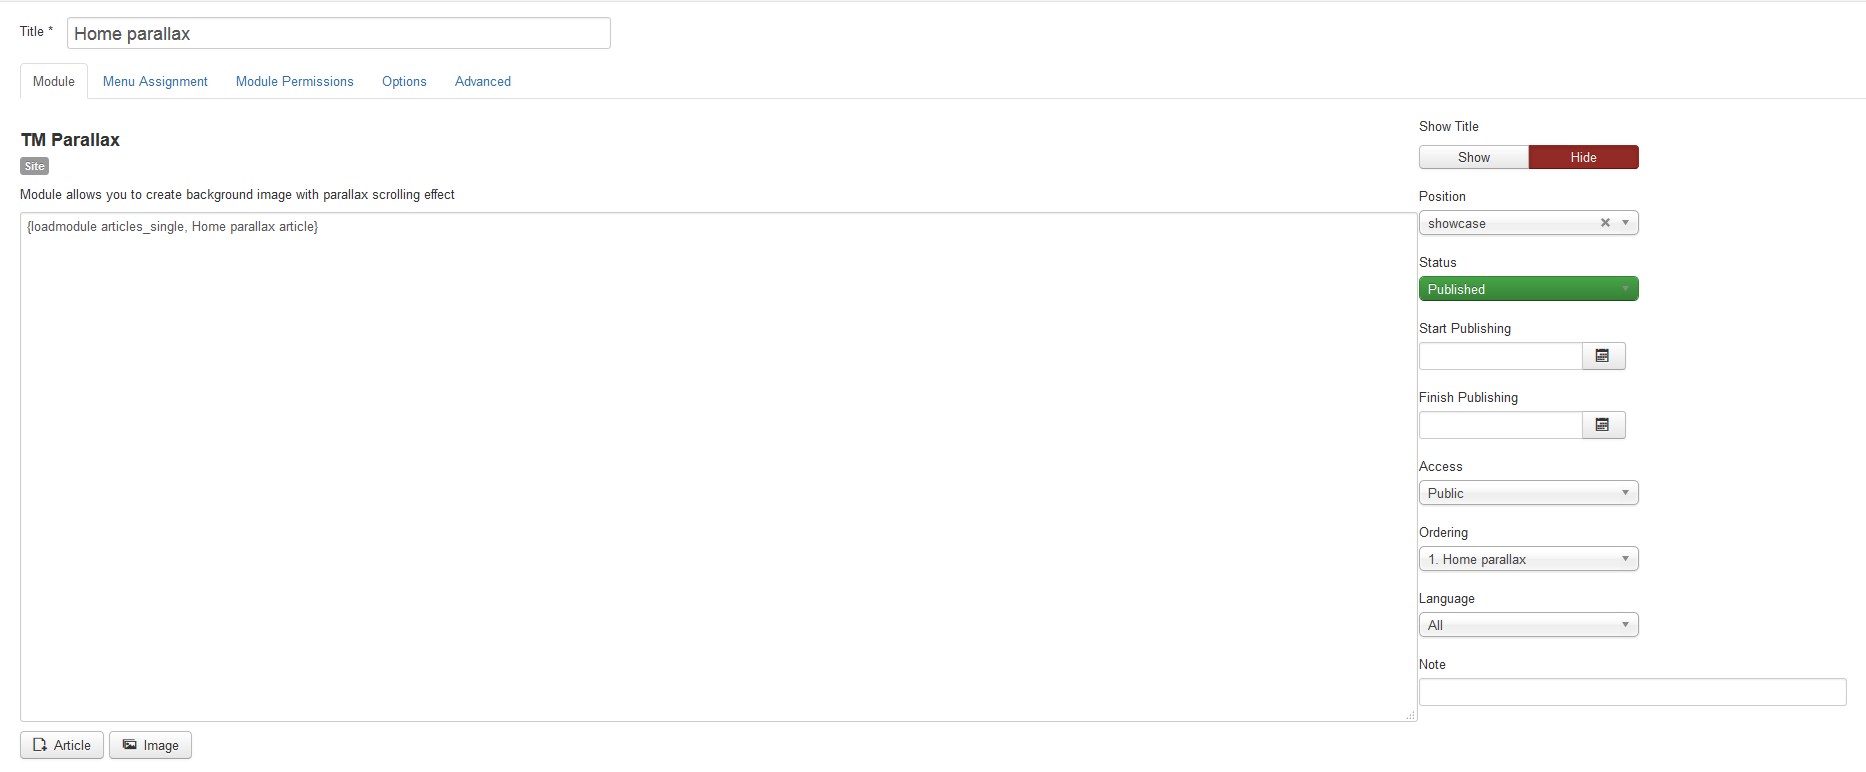 Title *
Home parallax
Module
Menu Assignment
Module Permissions
Options
Advanced
TM Parallax
Site
Module allows you to create background image with parallax scrolling effect
{loadmodule articles_single, Home parallax article}
Article
Image
Show Title
Show
Hide
Position
showcase
Status
Published
Start Publishing
Finish Publishing
Access
Public
Ordering
1. Home parallax
Language
All
Note